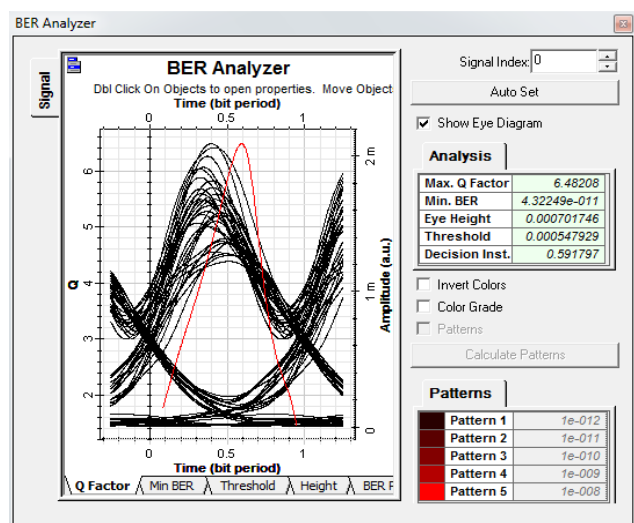 BER Analyzer
Signal
BER Analyzer
Dbl Click On Objects to open properties. Move Objects
Time (bit period)
0 0.5 1
6
5
4
3
2
Q
2 m
1 m
0
Amplitude (a.u.)
0 0.5 1
Time (bit period)
Q Factor Min BER Threshold Height BER P
Signal Index: 0
Auto Set
Show Eye Diagram
Analysis
Max. Q Factor 6.48208
Min. BER 4.32249e-011
Eye Height 0.000701746
Threshold 0.000547929
Decision Inst. 0.591797
Invert Colors
Color Grade
Patterns
Calculate Patterns
Patterns
Pattern 1 1e-012
Pattern 2 1e-011
Pattern 3 1e-010
Pattern 4 1e-009
Pattern 5 1e-008